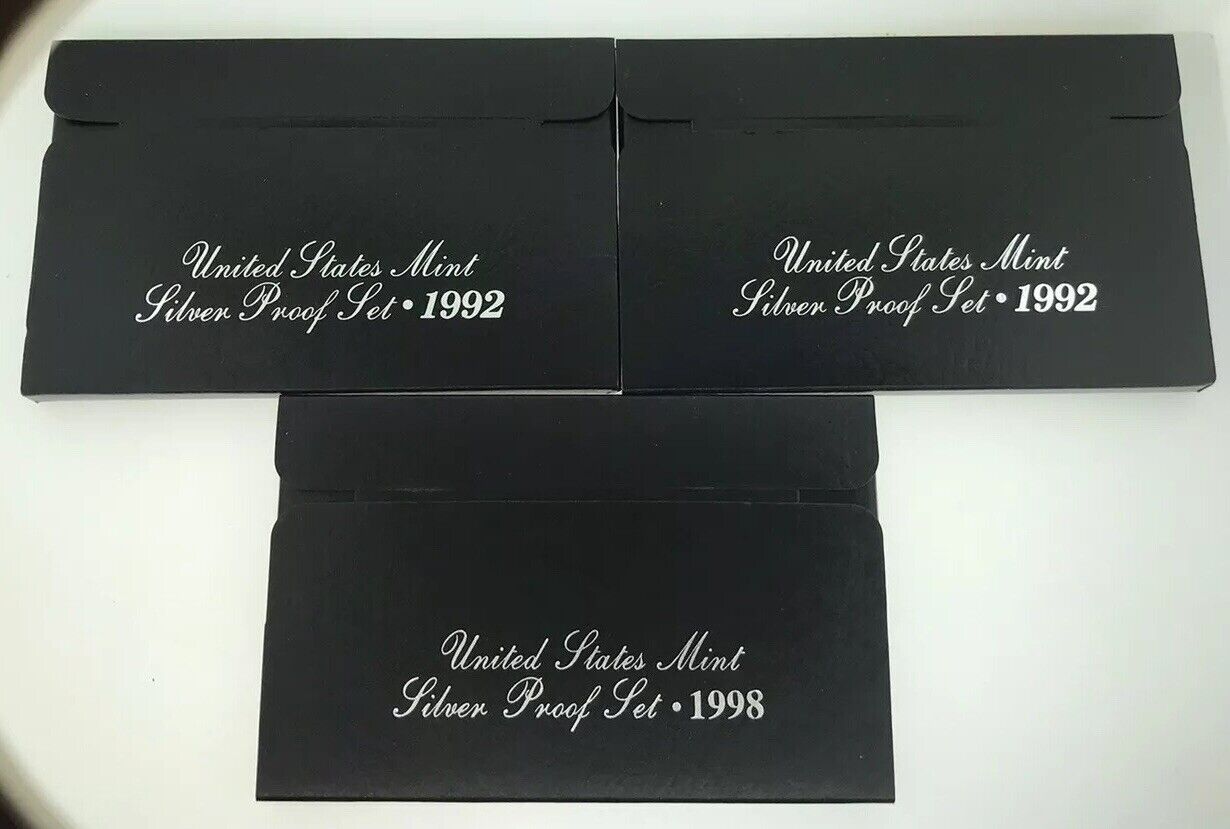 United States Mint
Silver Proof Set • 1992
United States Mint
Silver Proof Set • 1992
United States Mint
Silver Proof Set • 1998